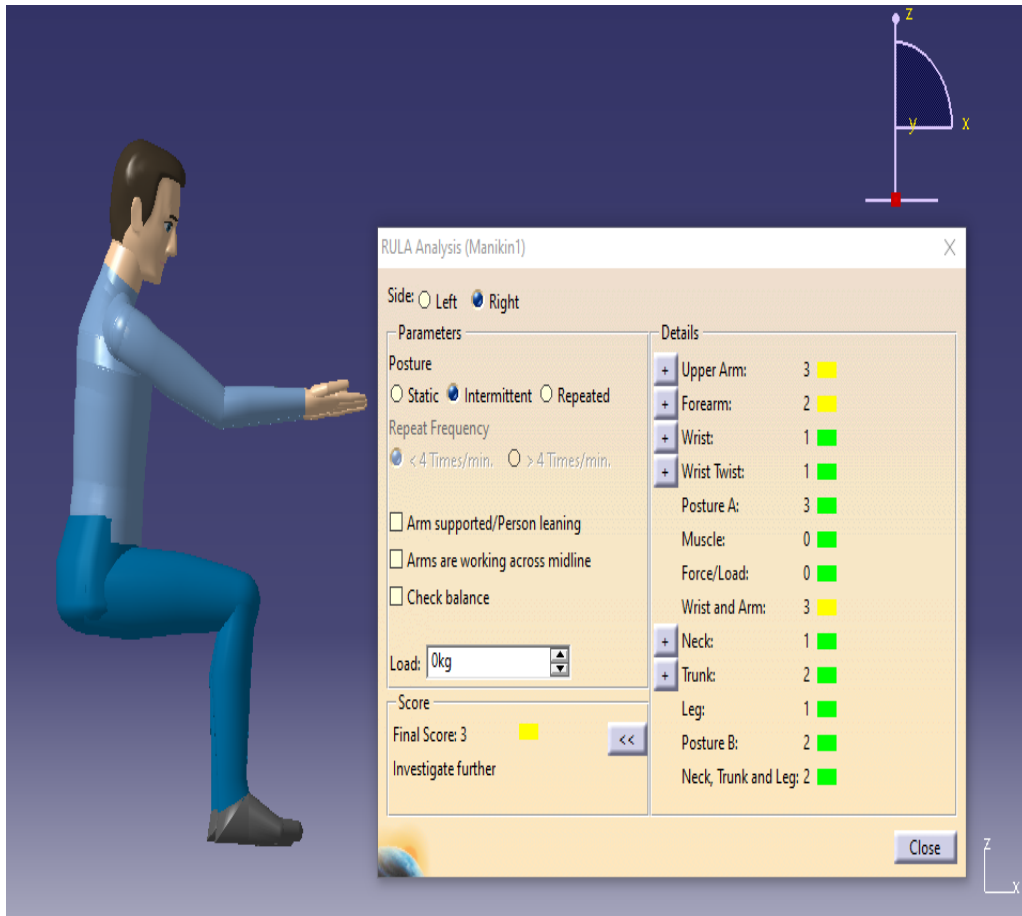 z
y
x
RULA Analysis (Manikin1)
X
Side: Left Right
Parameters
Posture
Static Intermittent Repeated
Repeat Frequency
< 4 Times/min. > 4 Times/min.
Arm supported/Person leaning
Arms are working across midline
Check balance
Load: 0kg
Score
Final Score: 3
<<
Investigate further
Details
+ Upper Arm: 3
+ Forearm: 2
+ Wrist: 1
+ Wrist Twist: 1
Posture A: 3
Muscle: 0
Force/Load: 0
Wrist and Arm: 3
+ Neck: 1
+ Trunk: 2
Leg: 1
Posture B: 2
Neck, Trunk and Leg: 2
Close
z
x